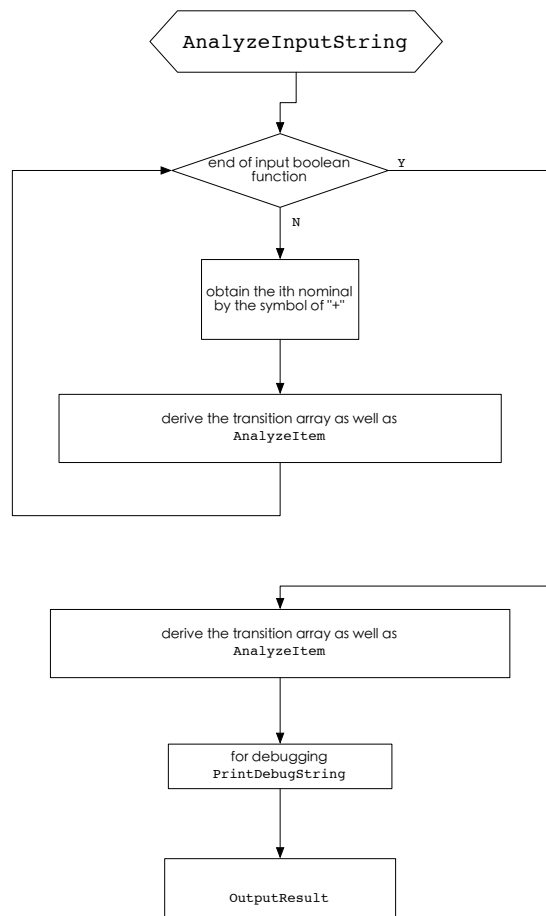 AnalyzeInputString
end of input boolean
function
Y
N
obtain the ith nominal
by the symbol of "+"
derive the transition array as well as
AnalyzeItem
derive the transition array as well as
AnalyzeItem
for debugging
PrintDebugString
OutputResult